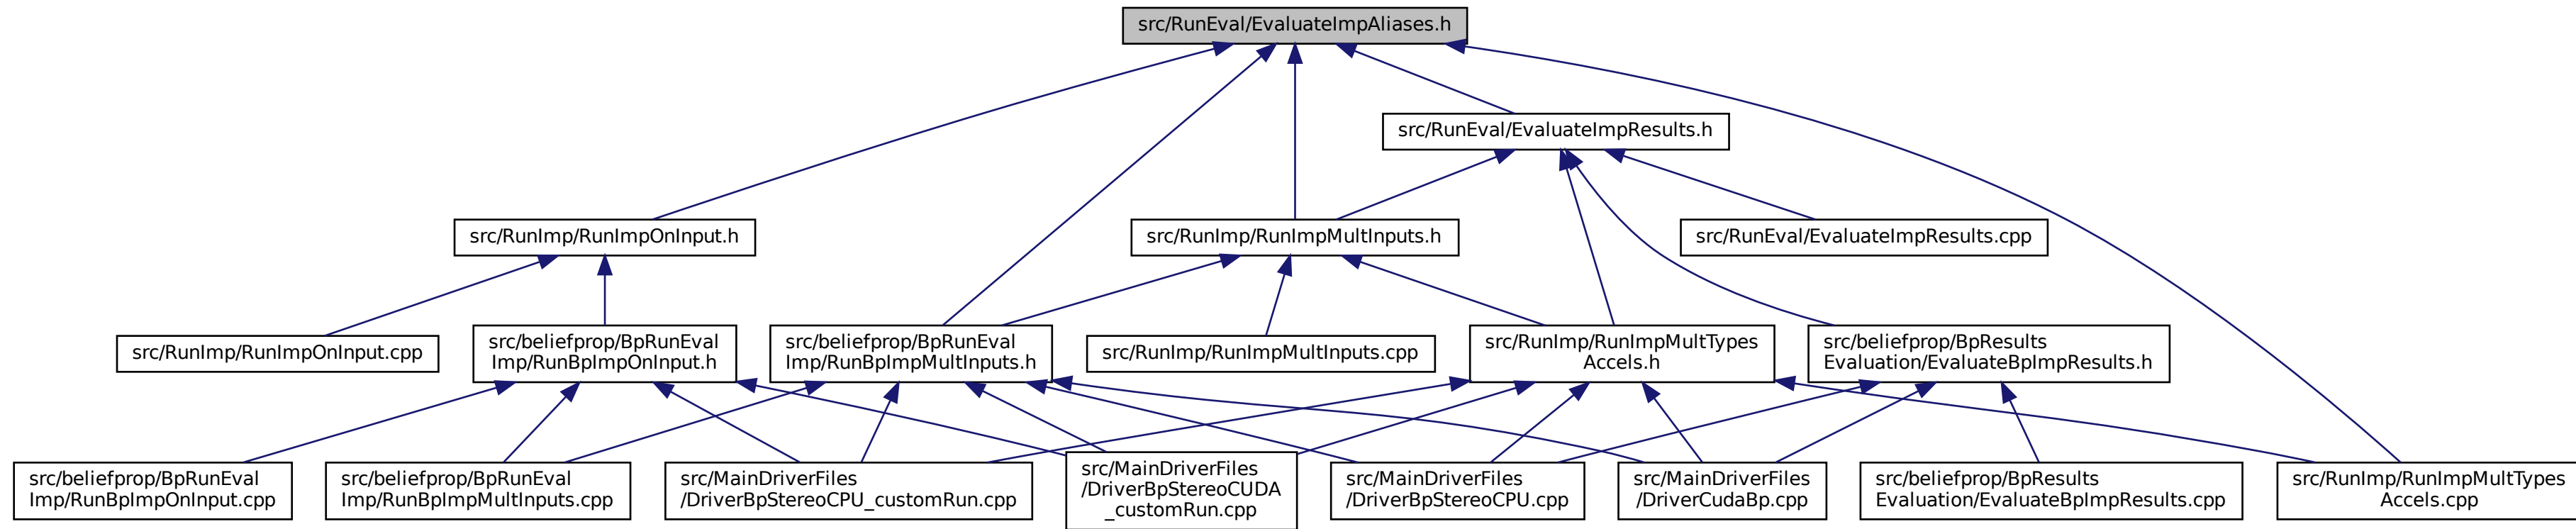 src/RunEval/EvaluateImpAliases.h
src/RunEval/EvaluateImpResults.h
src/RunImp/RunImpOnInput.h
src/RunImp/RunImpMultInputs.h
src/RunEval/EvaluateImpResults.cpp
src/RunImp/RunImpOnInput.cpp
src/beliefprop/BpRunEval
Imp/RunBpImpOnInput.h
src/beliefprop/BpRunEval
Imp/RunBpImpMultInputs.h
src/RunImp/RunImpMultInputs.cpp
src/RunImp/RunImpMultTypes
Accels.h
src/beliefprop/BpResults
Evaluation/EvaluateBpImpResults.h
src/beliefprop/BpRunEval
Imp/RunBpImpOnInput.cpp
src/beliefprop/BpRunEval
Imp/RunBpImpMultInputs.cpp
src/MainDriverFiles
/DriverBpStereoCPU_customRun.cpp
src/MainDriverFiles
/DriverBpStereoCUDA
_customRun.cpp
src/MainDriverFiles
/DriverBpStereoCPU.cpp
src/MainDriverFiles
/DriverCudaBp.cpp
src/beliefprop/BpResults
Evaluation/EvaluateBpImpResults.cpp
src/RunImp/RunImpMultTypes
Accels.cpp